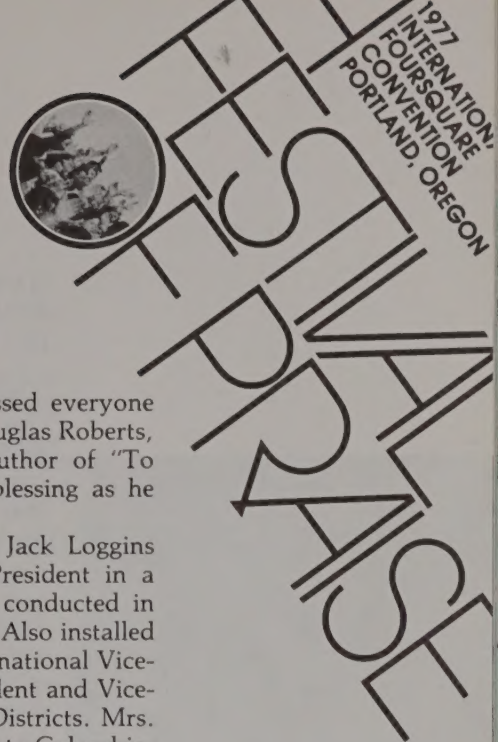 1977
INTERNATION
FOURSQUARE
CONVENTION
PORTLAND, OREGON
FESTIVAL
OF PRAISE
ssed everyone
uglas Roberts,
uthor of "To
blessing as he
Jack Loggins
President in a
conducted in
Also installed
national Vice-
dent and Vice-
Districts. Mrs.